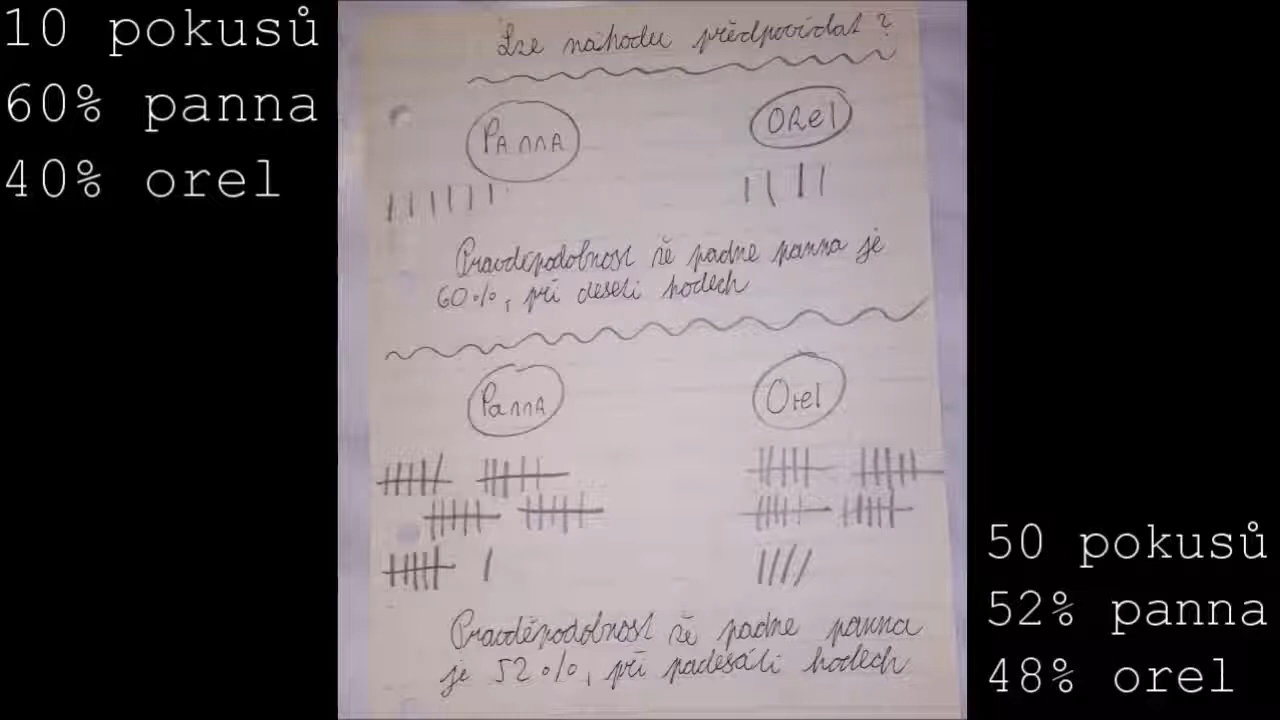 10 pokusů
60% panna
40% orel
Lze náhodu předpovídat?
PAnnA
ORel
Pravděpodobnost že padne panna je
60%, při deseti hodech
PannA
Orel
Pravděpodobnost že padne panna
je 52%, při padesáti hodech
50 pokusů
52% panna
48% orel